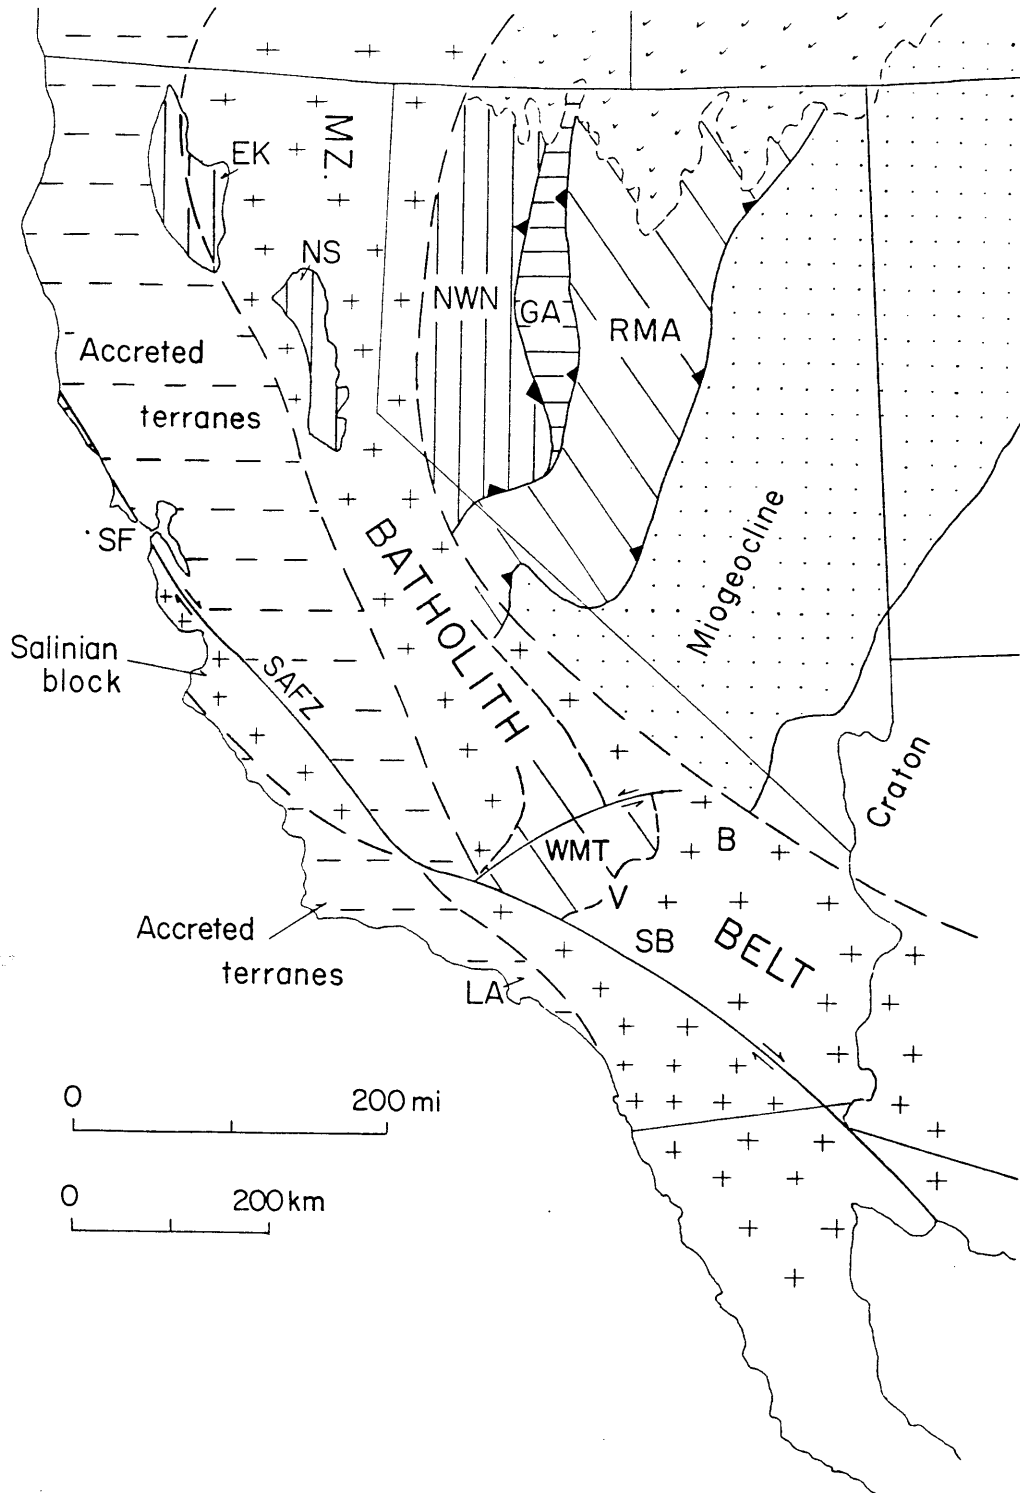 MZ.
EK
NS
NWN
GA
RMA
Accreted
terranes
BATHOLITH
SF
Miogeocline
Salinian
block
SAFZ
Craton
WMT
B
V
SB
BELT
Accreted
terranes
LA
0 200 mi
0 200 km